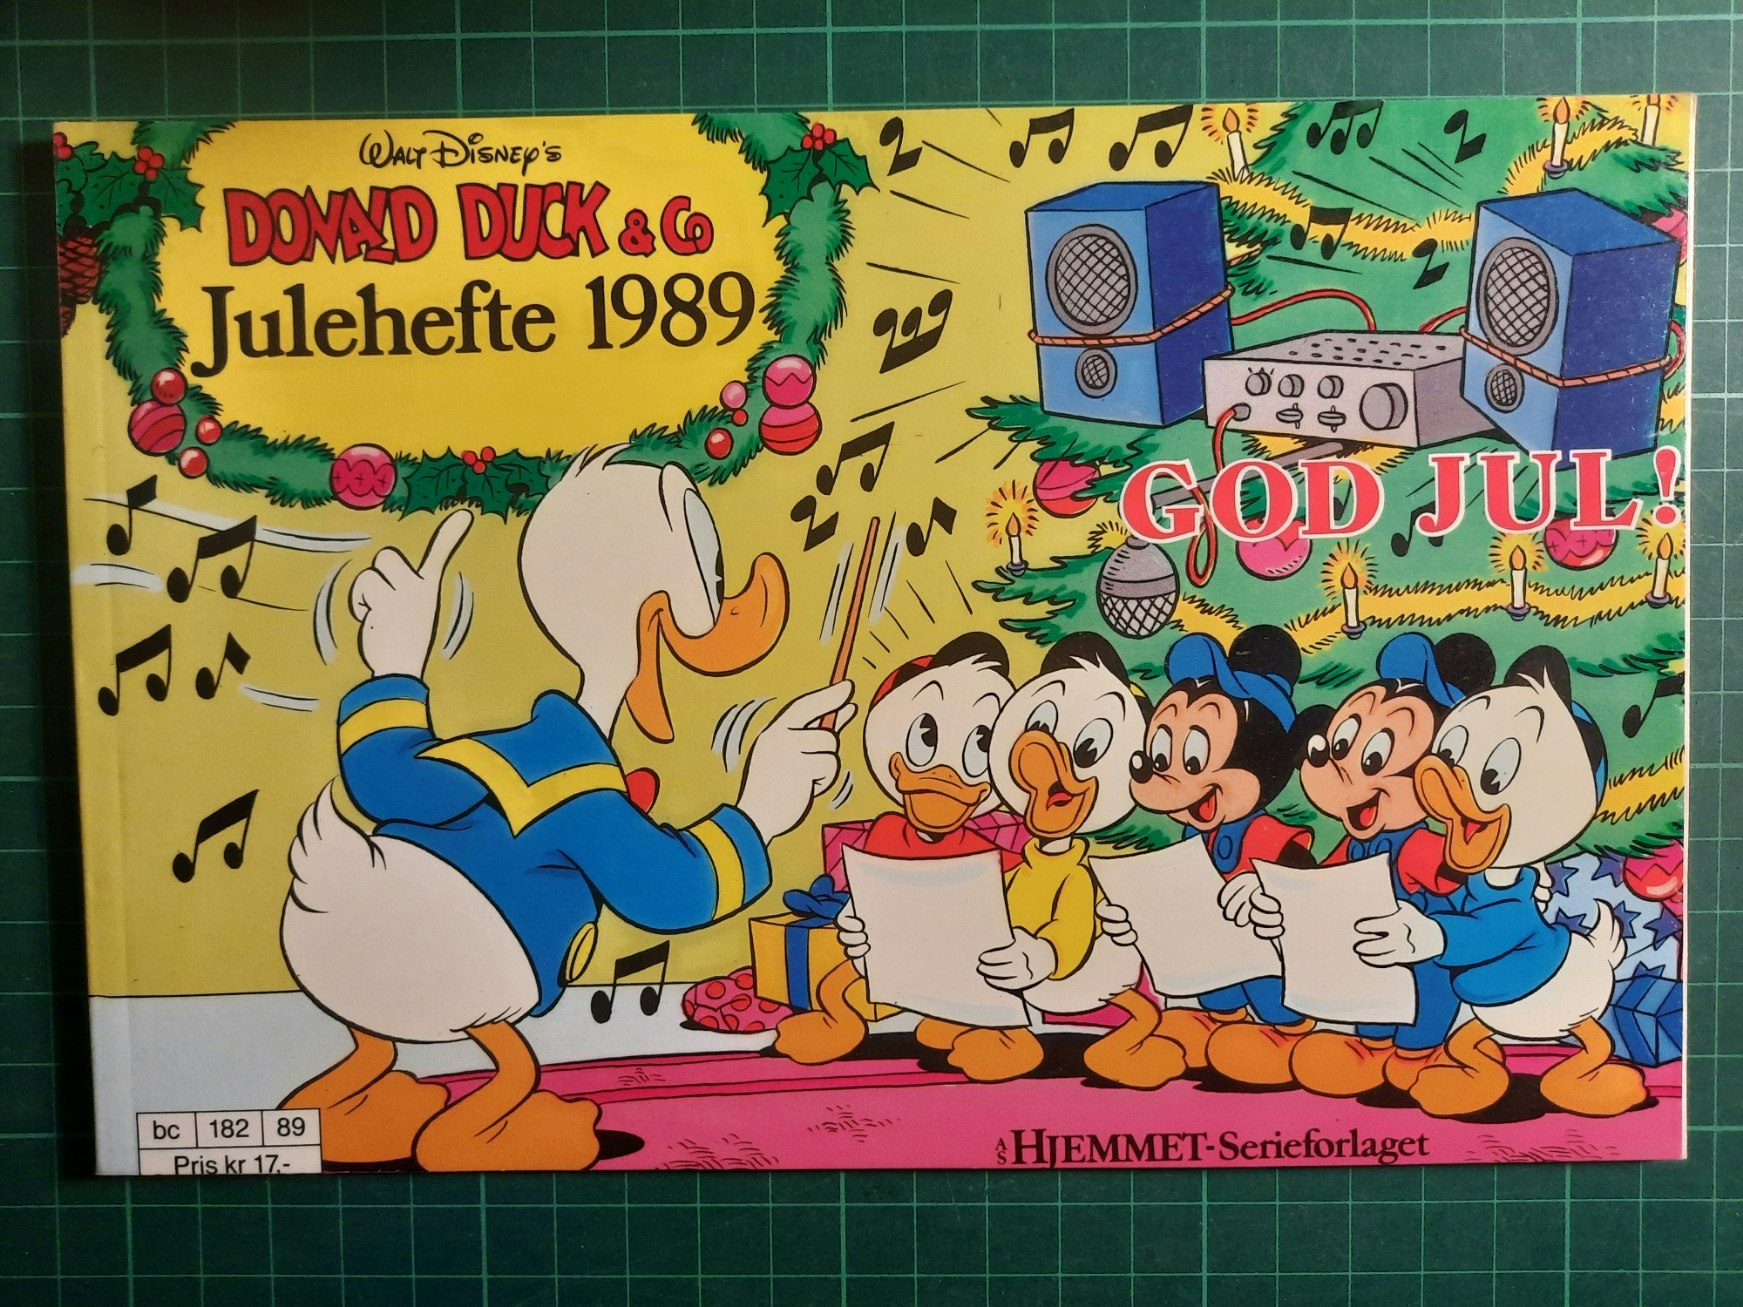 WALT DISNEY'S
DONALD DUCK & CO
Julehefte 1989
GOD JUL!
bc 182 89
Pris kr 17,-
A/S HJEMMET-Serieforlaget